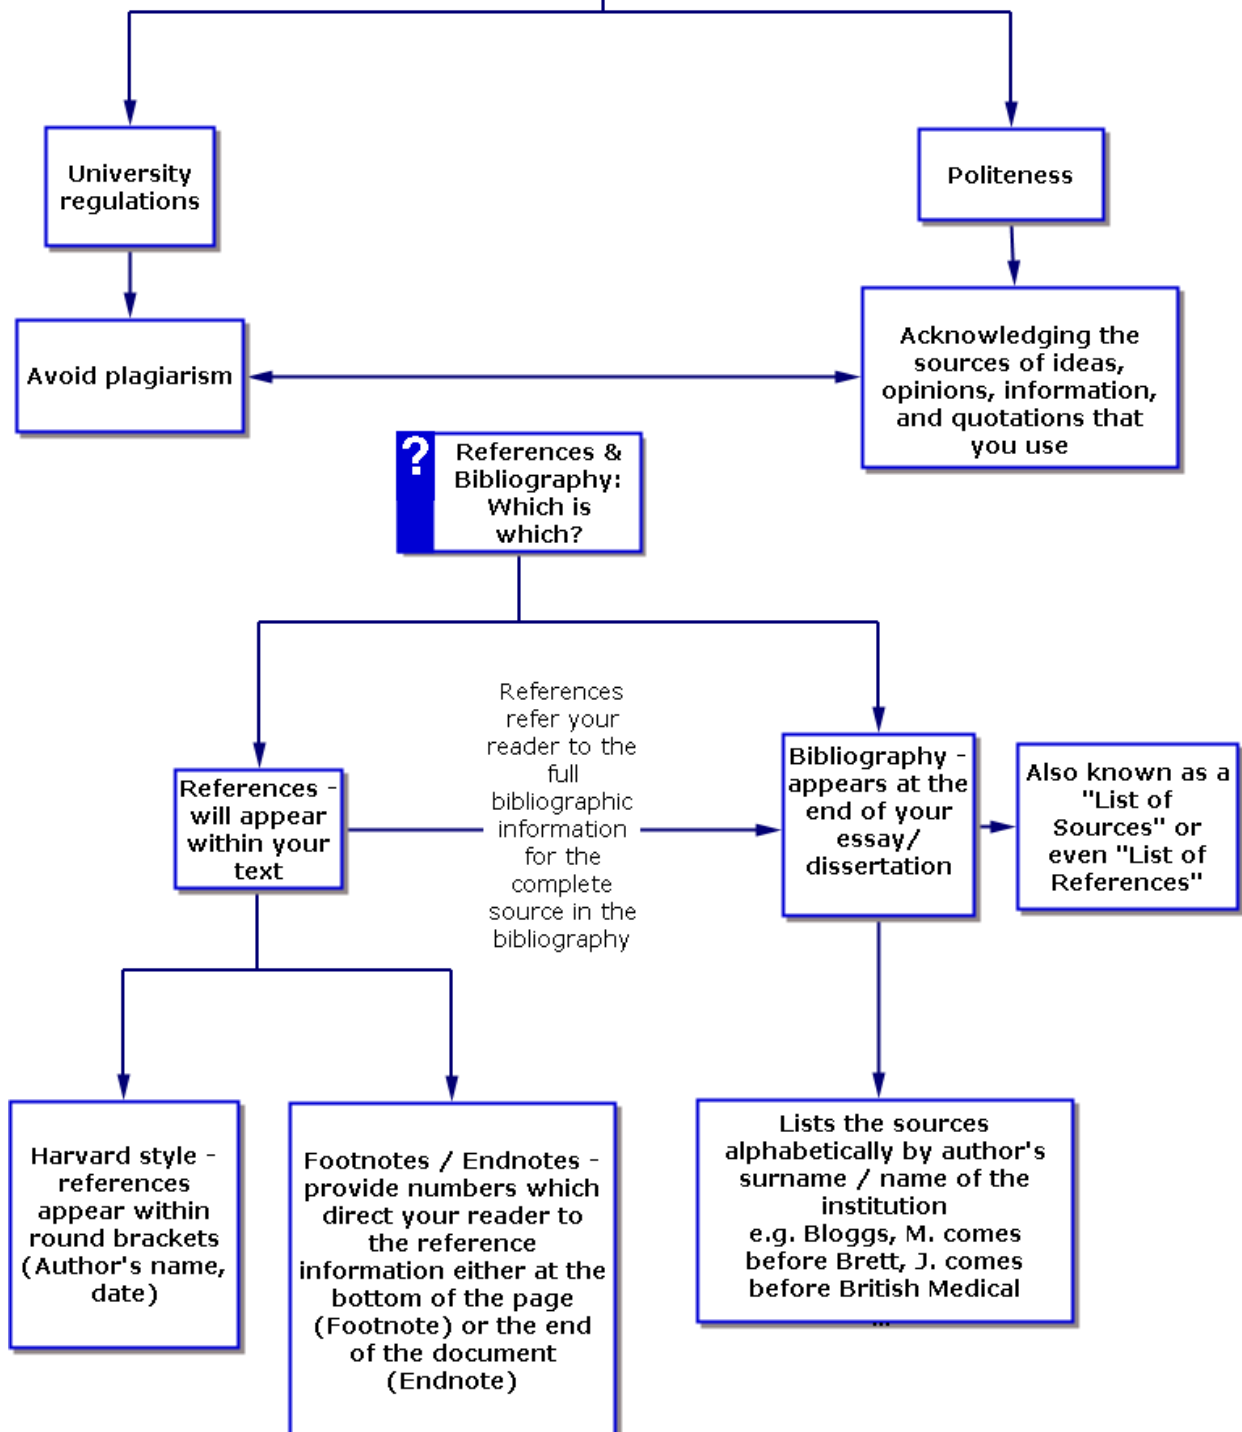 University
regulations
Politeness
Avoid plagiarism
Acknowledging the
sources of ideas,
opinions, information,
and quotations that
you use
?
References &
Bibliography:
Which is
which?
References
refer your
reader to the
full
bibliographic
information
for the
complete
source in the
bibliography
References -
will appear
within your
text
Bibliography -
appears at the
end of your
essay/
dissertation
Also known as a
"List of
Sources" or
even "List of
References"
Harvard style -
references
appear within
round brackets
(Author's name,
date)
Footnotes / Endnotes -
provide numbers which
direct your reader to
the reference
information either at the
bottom of the page
(Footnote) or the end
of the document
(Endnote)
Lists the sources
alphabetically by author's
surname / name of the
institution
e.g. Bloggs, M. comes
before Brett, J. comes
before British Medical
...